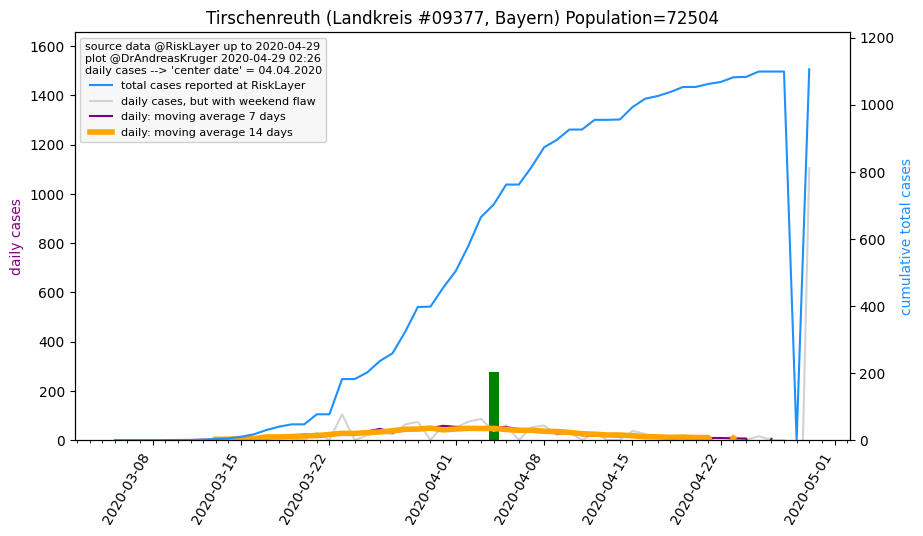 Tirschenreuth (Landkreis #09377, Bayern) Population=72504
source data @RiskLayer up to 2020-04-29
plot @DrAndreasKruger 2020-04-29 02:26
daily cases --> 'center date' = 04.04.2020
total cases reported at RiskLayer
daily cases, but with weekend flaw
daily: moving average 7 days
daily: moving average 14 days
daily cases
1600
1400
1200
1000
800
600
400
200
0
1200
1000
800
600
400
200
0
cumulative total cases
2020-03-08
2020-03-15
2020-03-22
2020-04-01
2020-04-08
2020-04-15
2020-04-22
2020-05-01